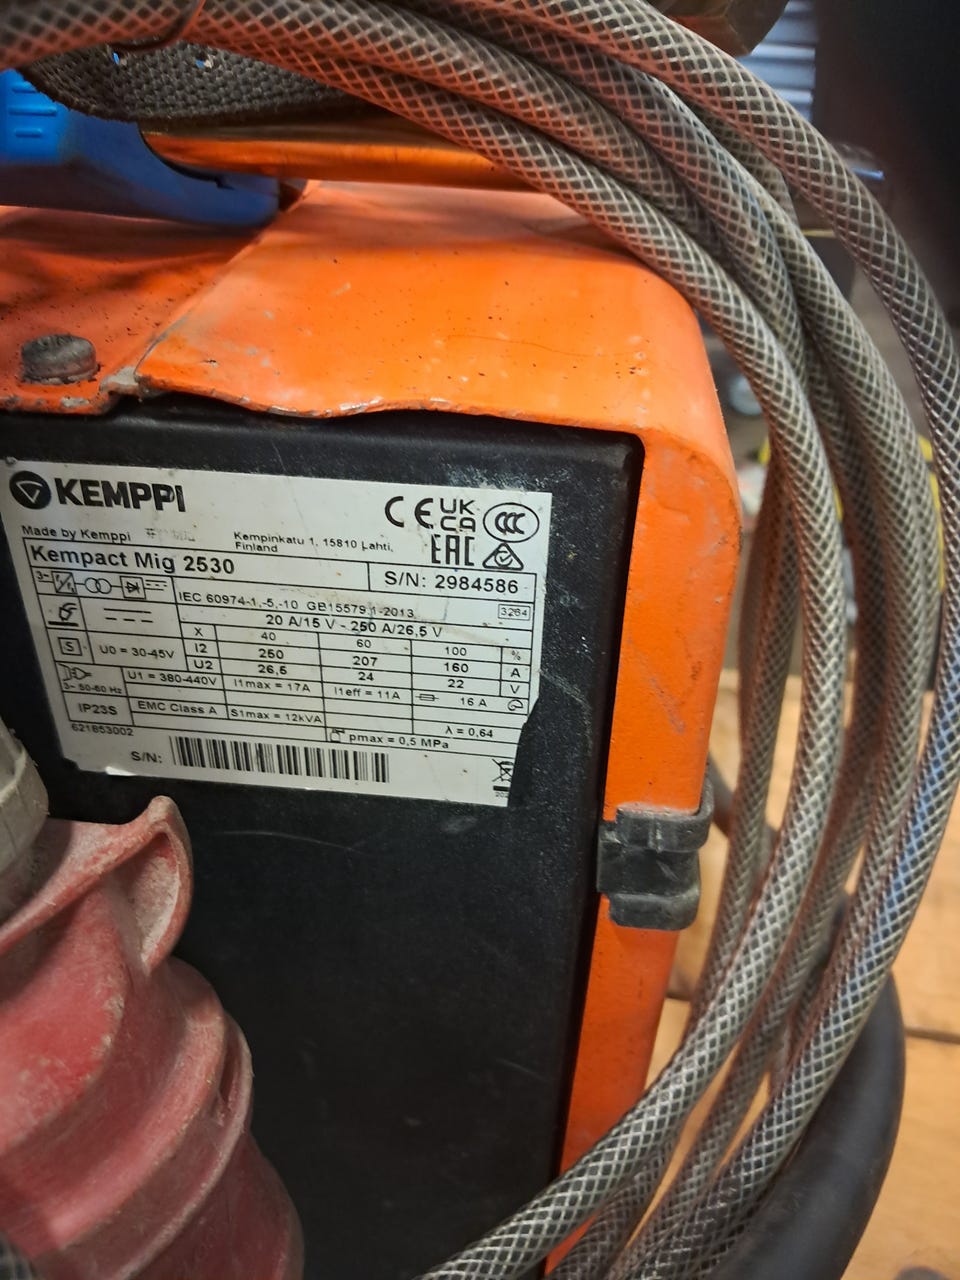 KEMPPI
CE UK CA CCC
EAC
Made by Kemppi
Kempinkatu 1, 15810 Lahti,
Finland
Kempact Mig 2530
S/N: 2984586
3~
IEC 60974-1,-5,-10 GB15579.1-2013
3264
20 A/15 V - 250 A/26,5 V
S
U0 = 30-45V
X 40 60 100 %
I2 250 207 160 A
U2 26,5 24 22 V
3~ 50-60 Hz
U1 = 380-440V
I1max = 17A
I1eff = 11A
16 A
IP23S
EMC Class A
S1max = 12kVA
λ = 0,64
621853002
pmax = 0,5 MPa
S/N: